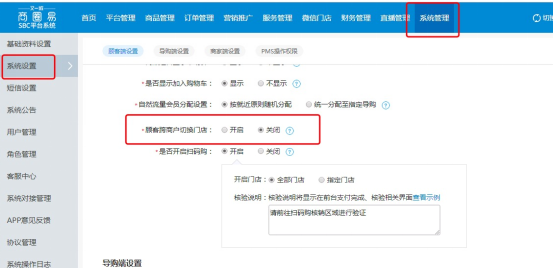 又一新
商圈易
SBC平台系统
首页 平台管理 商品管理 订单管理 营销推广 服务管理 微信门店 财务管理 直播管理 系统管理 切
基础资料设置
系统设置
短信设置
系统公告
用户管理
角色管理
客服中心
系统对接管理
APP意见反馈
协议管理
系统操作日志
顾客端设置 导购端设置 商家端设置 PMS操作权限
*是否显示加入购物车： 显示 不显示 ?
*自然流量会员分配设置： 按就近原则随机分配 统一分配至指定导购 ?
*顾客跨商户切换门店： 开启 关闭 ?
*是否开启扫码购： 开启 关闭 ?
开启门店： 全部门店 指定门店
核验说明：核验说明将显示在前台支付完成、核验相关界面查看示例
请前往扫码购核销区域进行验证
导购端设置